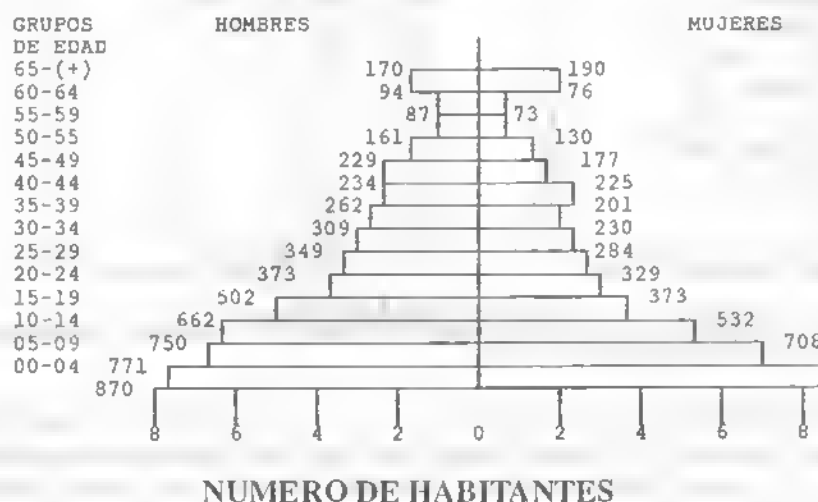 GRUPOS HOMBRES MUJERES
DE EDAD
65-(+) 170 190
60-64 94 76
55-59 87 73
50-55 161 130
45-49 229 177
40-44 234 225
35-39 262 201
30-34 309 230
25-29 349 284
20-24 373 329
15-19 502 373
10-14 662 532
05-09 750 708
00-04 771
870
8 6 4 2 0 2 4 6 8
NUMERO DE HABITANTES